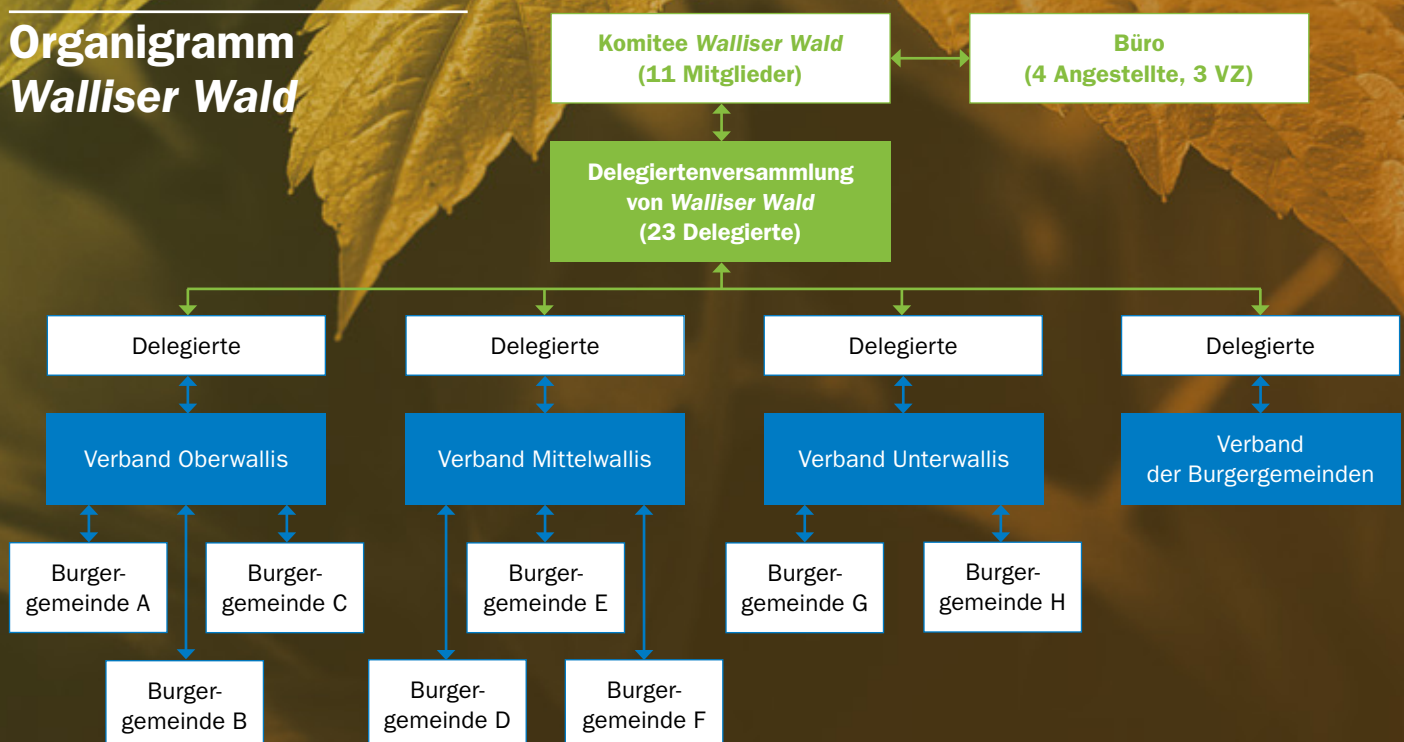 Organigramm
Walliser Wald
Komitee Walliser Wald
(11 Mitglieder)
Büro
(4 Angestellte, 3 VZ)
Delegiertenversammlung
von Walliser Wald
(23 Delegierte)
Delegierte
Delegierte
Delegierte
Delegierte
Verband Oberwallis
Verband Mittelwallis
Verband Unterwallis
Verband
der Burgergemeinden
Burger-
gemeinde A
Burger-
gemeinde C
Burger-
gemeinde E
Burger-
gemeinde G
Burger-
gemeinde H
Burger-
gemeinde B
Burger-
gemeinde D
Burger-
gemeinde F